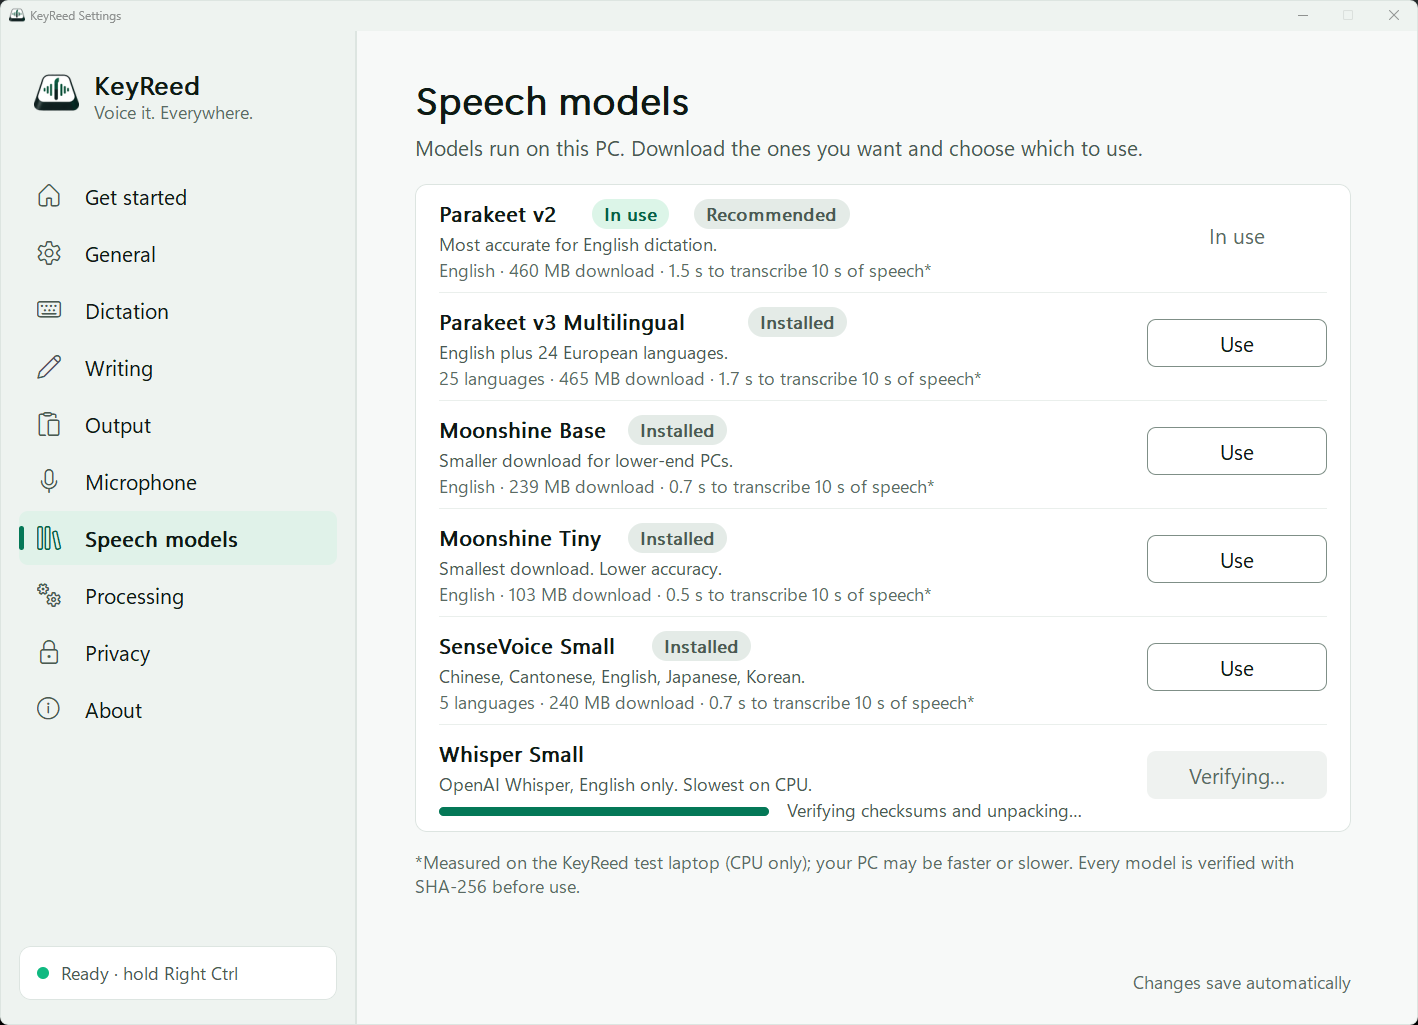 KeyReed Settings
KeyReed
Voice it. Everywhere.
Get started
General
Dictation
Writing
Output
Microphone
Speech models
Processing
Privacy
About
Ready · hold Right Ctrl
Speech models
Models run on this PC. Download the ones you want and choose which to use.
Parakeet v2 In use Recommended
Most accurate for English dictation.
English · 460 MB download · 1.5 s to transcribe 10 s of speech*
In use
Parakeet v3 Multilingual Installed
English plus 24 European languages.
25 languages · 465 MB download · 1.7 s to transcribe 10 s of speech*
Use
Moonshine Base Installed
Smaller download for lower-end PCs.
English · 239 MB download · 0.7 s to transcribe 10 s of speech*
Use
Moonshine Tiny Installed
Smallest download. Lower accuracy.
English · 103 MB download · 0.5 s to transcribe 10 s of speech*
Use
SenseVoice Small Installed
Chinese, Cantonese, English, Japanese, Korean.
5 languages · 240 MB download · 0.7 s to transcribe 10 s of speech*
Use
Whisper Small
OpenAI Whisper, English only. Slowest on CPU.
Verifying checksums and unpacking...
Verifying...
*Measured on the KeyReed test laptop (CPU only); your PC may be faster or slower. Every model is verified with
SHA-256 before use.
Changes save automatically